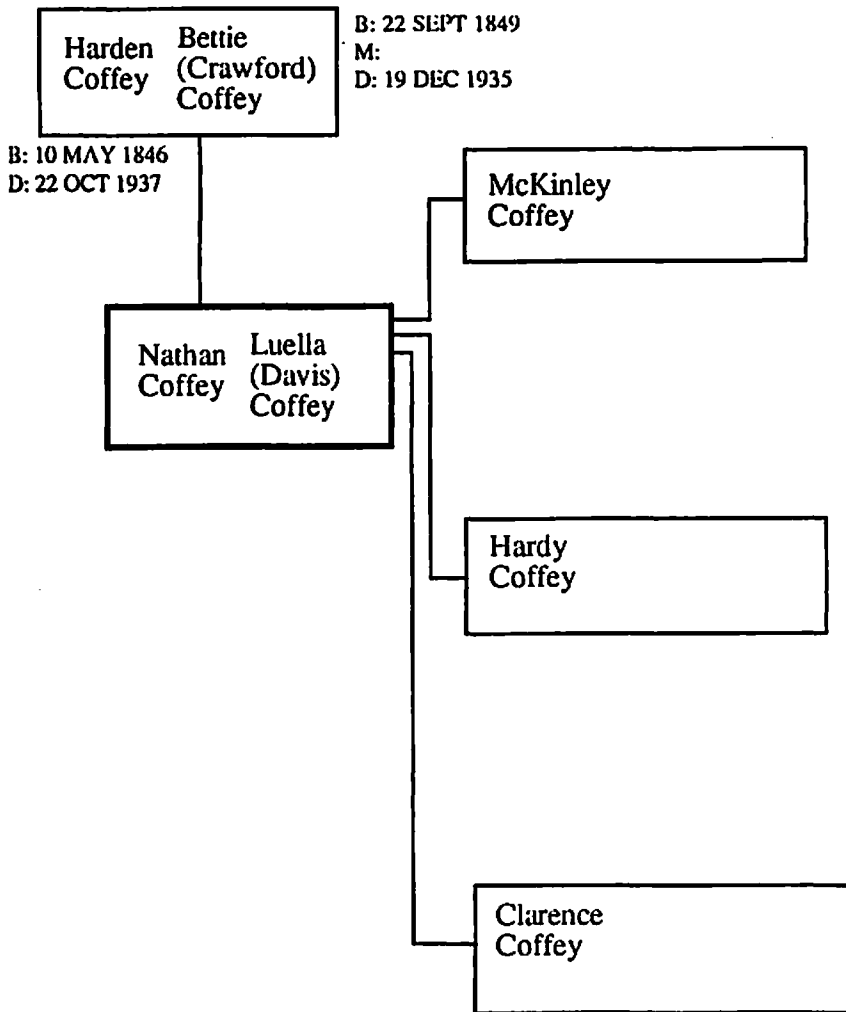 Harden
Coffey
Bettie
(Crawford)
Coffey
B: 22 SEPT 1849
M:
D: 19 DEC 1935
B: 10 MAY 1846
D: 22 OCT 1937
McKinley
Coffey
Nathan
Coffey
Luella
(Davis)
Coffey
Hardy
Coffey
Clarence
Coffey